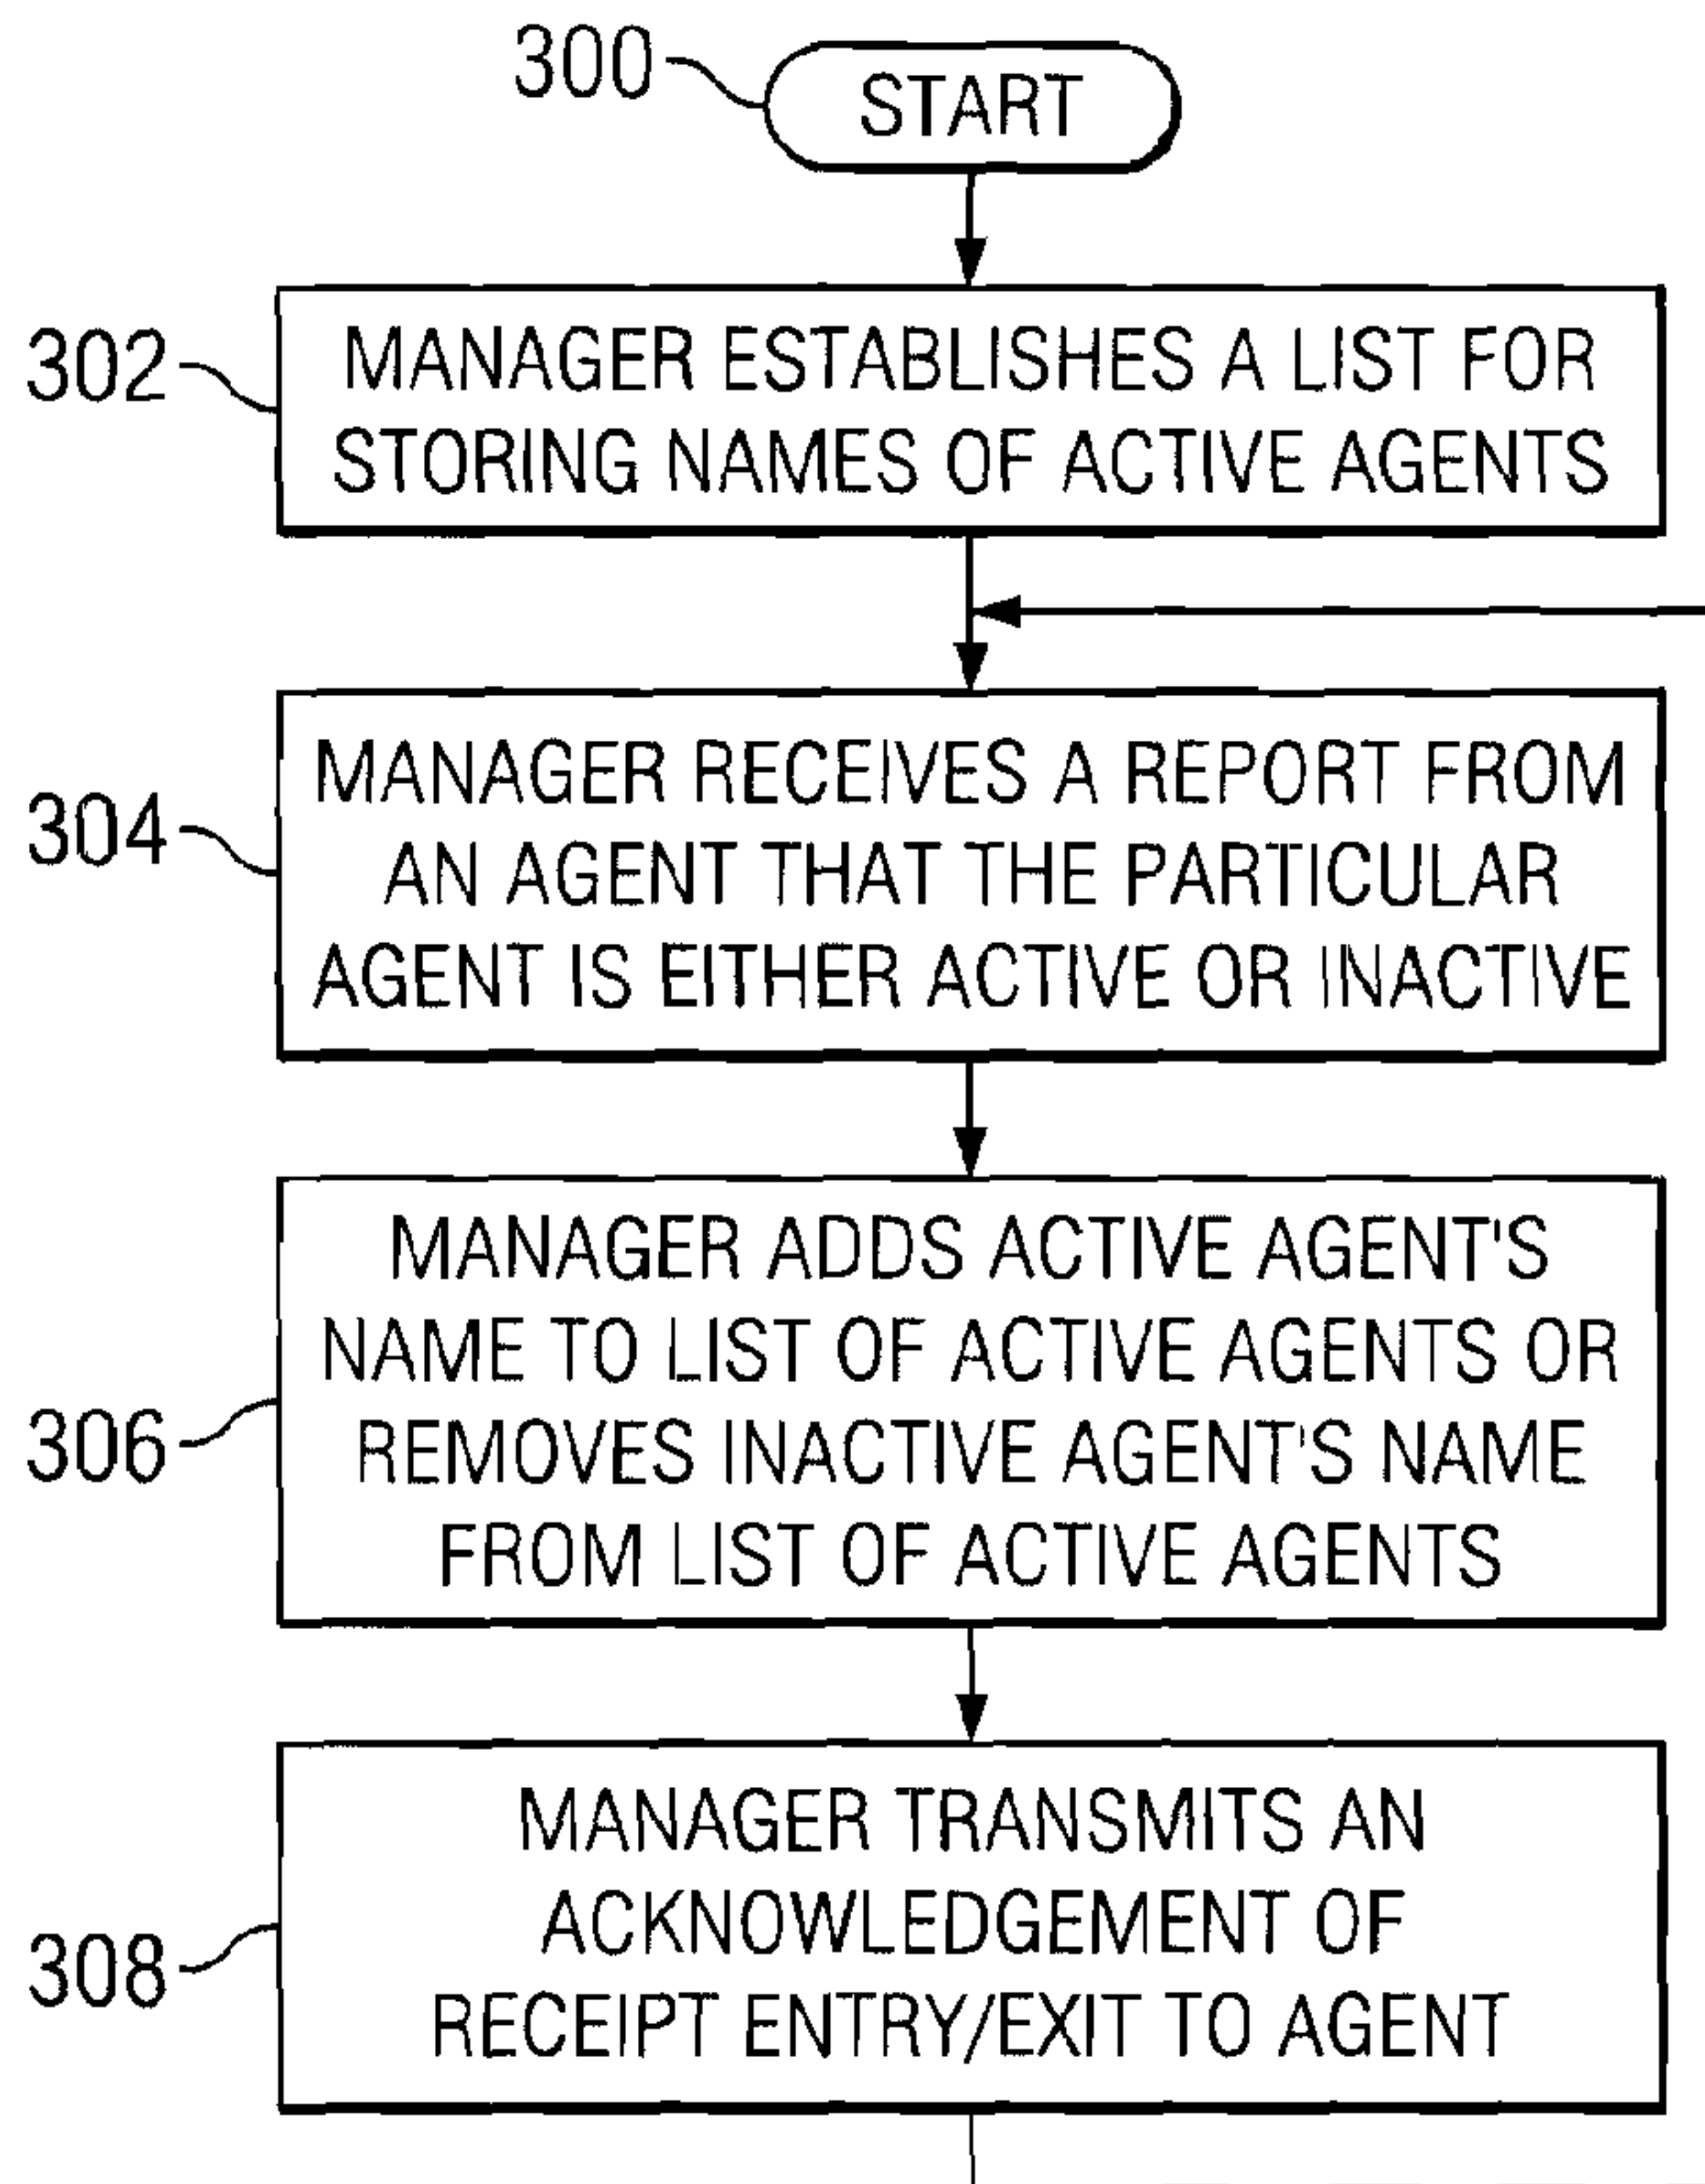 300
START
302
MANAGER ESTABLISHES A LIST FOR
STORING NAMES OF ACTIVE AGENTS
304
MANAGER RECEIVES A REPORT FROM
AN AGENT THAT THE PARTICULAR
AGENT IS EITHER ACTIVE OR INACTIVE
306
MANAGER ADDS ACTIVE AGENT'S
NAME TO LIST OF ACTIVE AGENTS OR
REMOVES INACTIVE AGENT'S NAME
FROM LIST OF ACTIVE AGENTS
308
MANAGER TRANSMITS AN
ACKNOWLEDGEMENT OF
RECEIPT ENTRY/EXIT TO AGENT